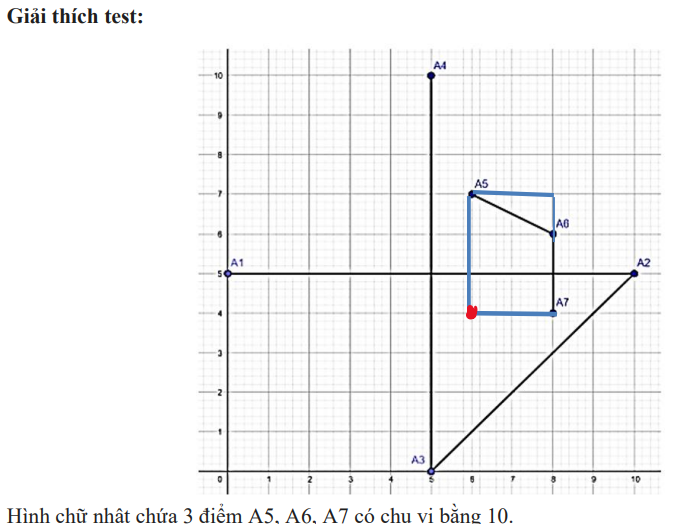 Giải thích test:
A4
10
9
8
A5
7
A6
6
A1
A2
5
A7
4
3
2
1
A3
0 1 2 3 4 5 6 7 8 9 10
Hình chữ nhật chứa 3 điểm A5, A6, A7 có chu vi bằng 10.